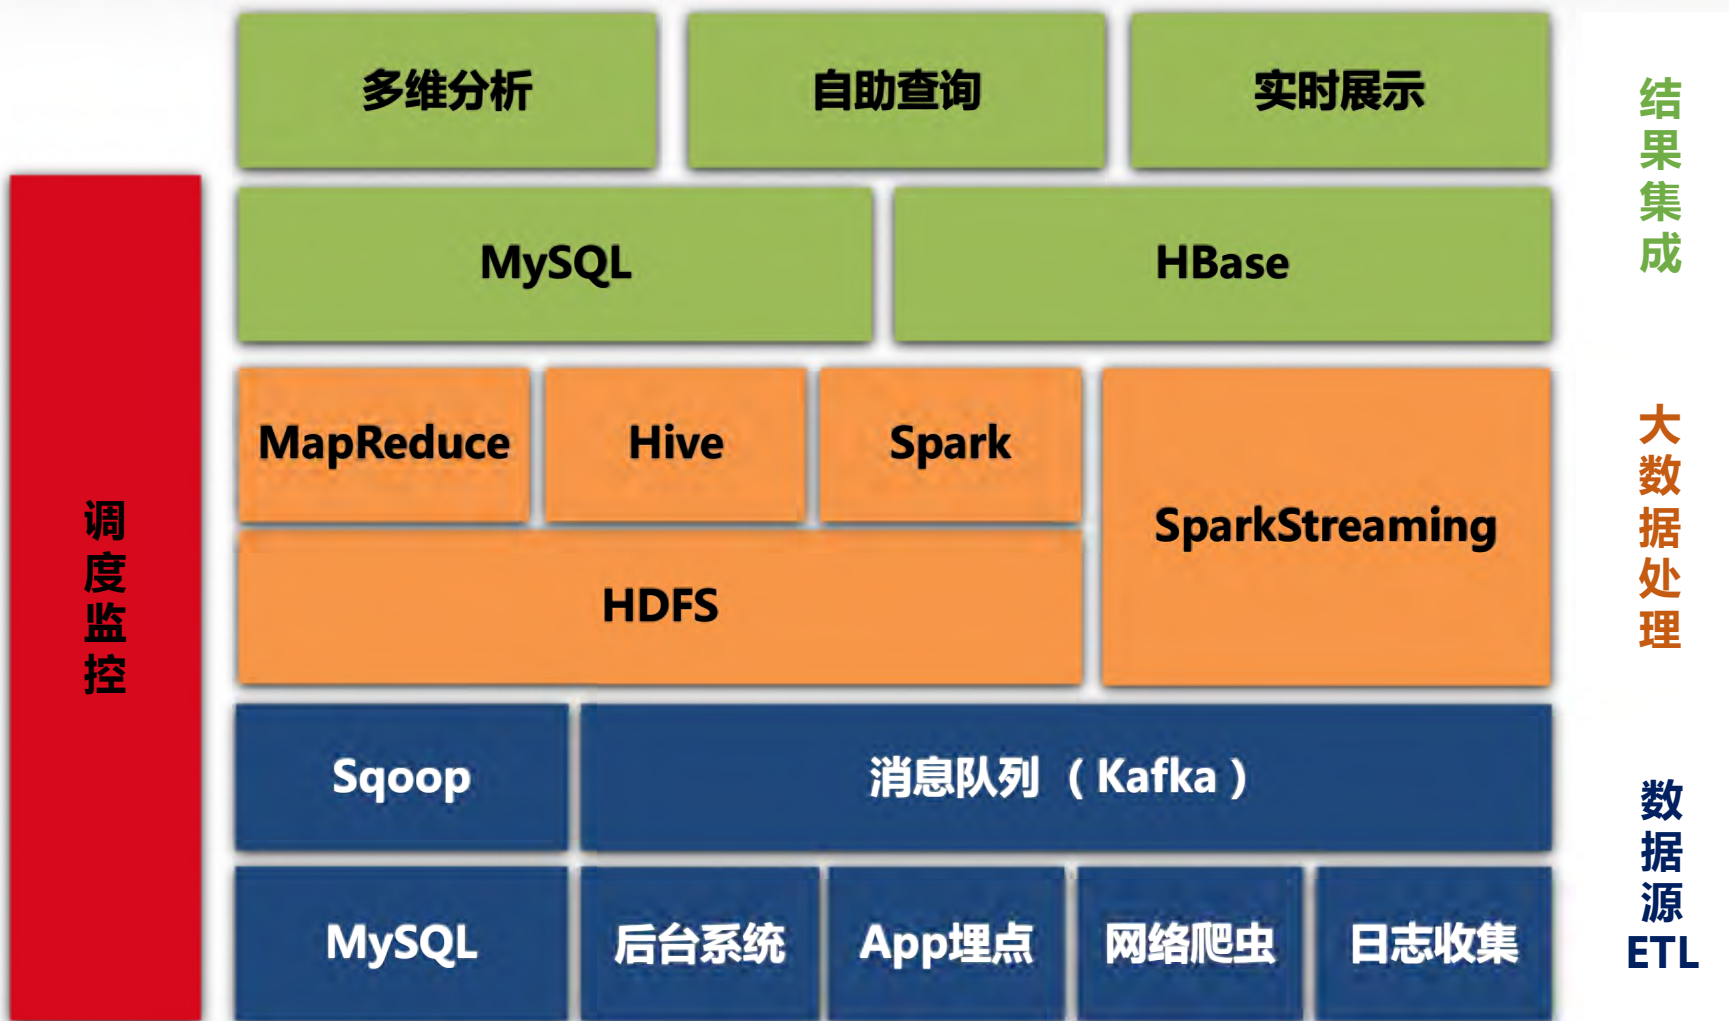 多维分析
自助查询
实时展示
结果集成
MySQL
HBase
MapReduce
Hive
Spark
SparkStreaming
大数据处理
HDFS
调度监控
Sqoop
消息队列 （Kafka）
数据源
ETL
MySQL
后台系统
App埋点
网络爬虫
日志收集